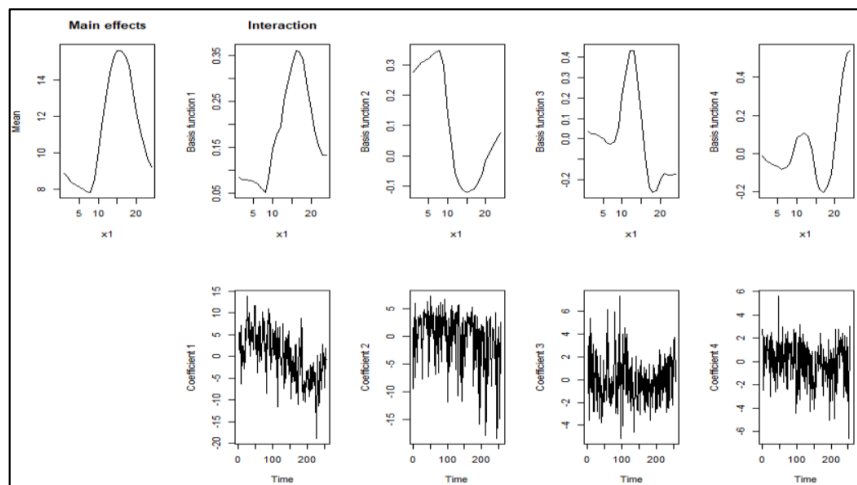 Main effects Interaction
Mean
8 10 12 14
5 10 20
x1
Basis function 1
0.05 0.15 0.25 0.35
5 10 20
x1
Basis function 2
-0.1 0.0 0.1 0.2 0.3
5 10 20
x1
Basis function 3
-0.2 0.0 0.1 0.2 0.3 0.4
5 10 20
x1
Basis function 4
-0.2 0.0 0.2 0.4
5 10 20
x1
Coefficient 1
-20 -15 -10 -5 0 5 10 15
0 100 200
Time
Coefficient 2
-15 -10 -5 0 5
0 100 200
Time
Coefficient 3
-4 -2 0 2 4 6
0 100 200
Time
Coefficient 4
-6 -4 -2 0 2 4 6
0 100 200
Time